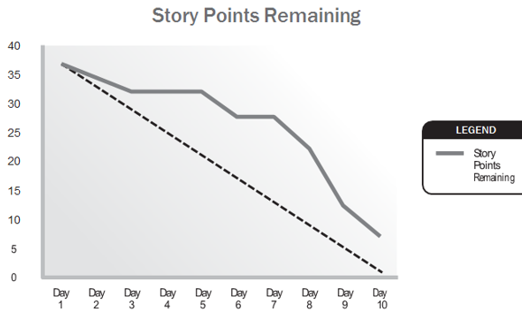 Story Points Remaining
40
35
30
25
20
15
10
5
0
Day Day Day Day Day Day Day Day Day Day
1 2 3 4 5 6 7 8 9 10
LEGEND
Story
Points
Remaining